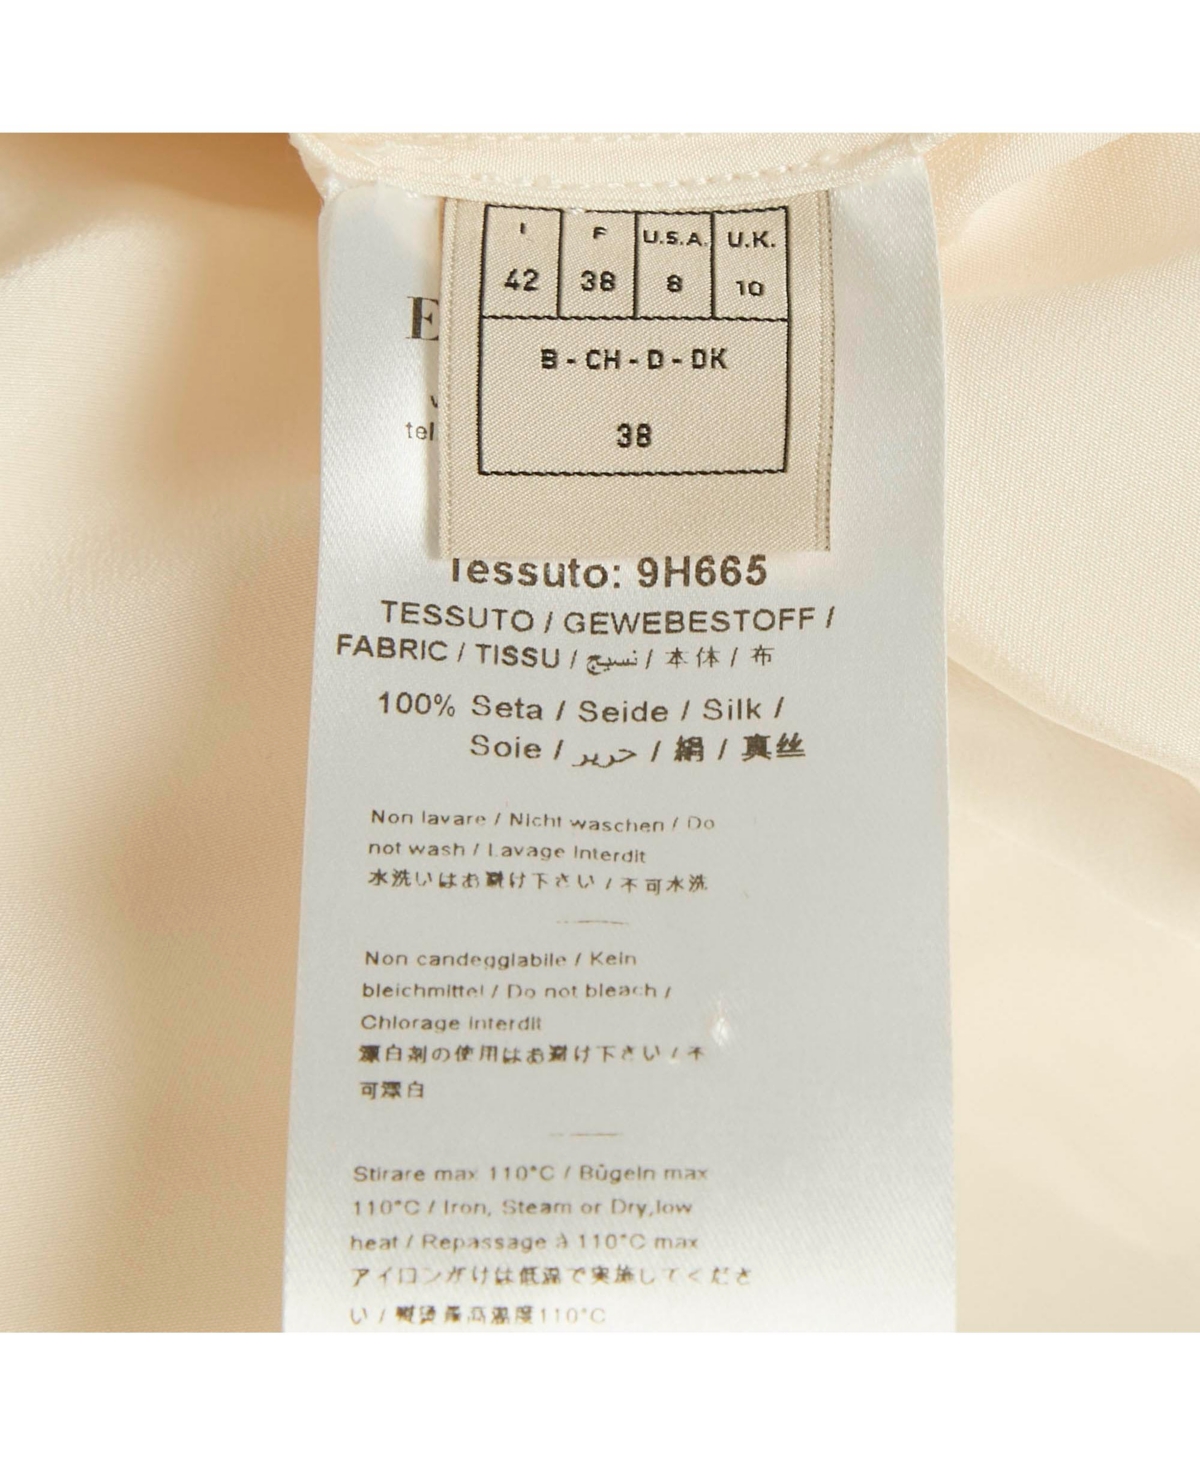 I F U.S.A. U.K.
42 38 8 10
B - CH - D - DK
38
E
tel.
Tessuto: 9H665
TESSUTO / GEWEBESTOFF /
FABRIC / TISSU / نسيج / 本体 / 布
100% Seta / Seide / Silk /
Soie / حرير / 絹 / 真丝
Non lavare / Nicht waschen / Do
not wash / Lavage Interdit
水洗いはお避け下さい / 不可水洗
Non candeggiabile / Kein
bleichmittel / Do not bleach /
Chlorage interdit
漂白剤の使用はお避け下さい / 不
可漂白
Stirare max 110°C / Bügeln max
110°C / Iron, Steam or Dry,low
heat / Repassage à 110°C max
アイロンがけは低温で実施してくださ
い / 熨烫最高温度110°C